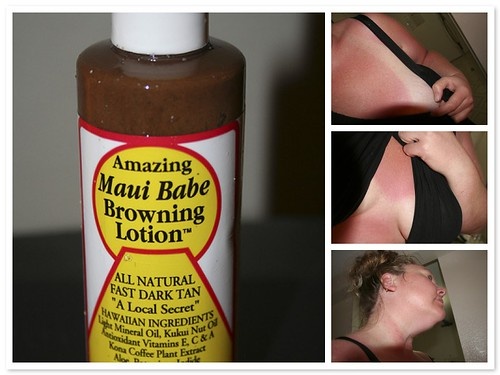 Amazing
Maui Babe
Browning
Lotion™
ALL NATURAL
FAST DARK TAN
"A Local Secret"
HAWAIIAN INGREDIENTS
Light Mineral Oil, Kukui Nut Oil
Antioxidant Vitamins E, C & A
Kona Coffee Plant Extract
Aloe,